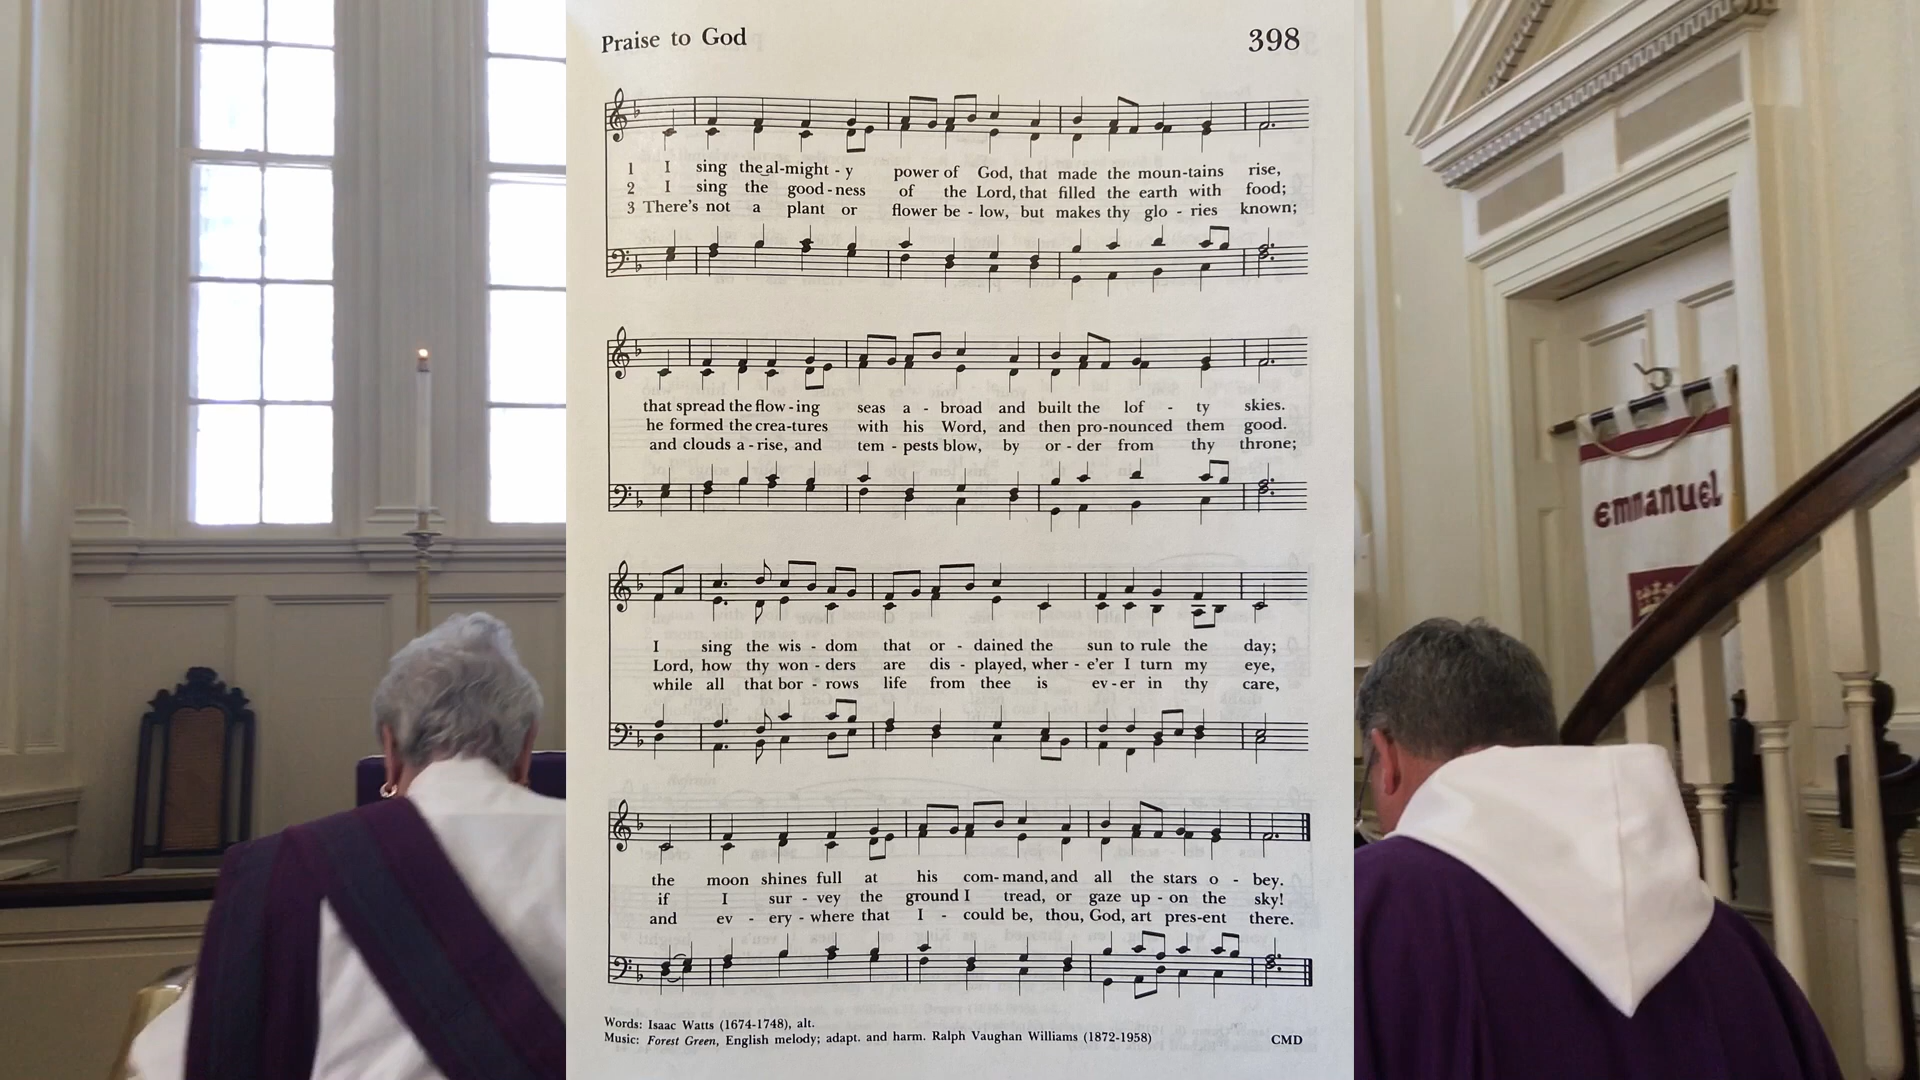 Praise to God
398
1 I sing the al-might - y power of God, that made the moun-tains rise,
2 I sing the good - ness of the Lord, that filled the earth with food;
3 There's not a plant or flower be - low, but makes thy glo - ries known;
that spread the flow - ing seas a - broad and built the lof - ty skies.
he formed the crea-tures with his Word, and then pro-nounced them good.
and clouds a - rise, and tem - pests blow, by or - der from thy throne;
I sing the wis - dom that or - dained the sun to rule the day;
Lord, how thy won - ders are dis - played, wher - e'er I turn my eye,
while all that bor - rows life from thee is ev - er in thy care,
the moon shines full at his com- mand, and all the stars o - bey.
if I sur - vey the ground I tread, or gaze up - on the sky!
and ev - ery - where that I - could be, thou, God, art pres-ent there.
Words: Isaac Watts (1674-1748), alt.
Music: Forest Green, English melody; adapt. and harm. Ralph Vaughan Williams (1872-1958)
CMD
emmanuel